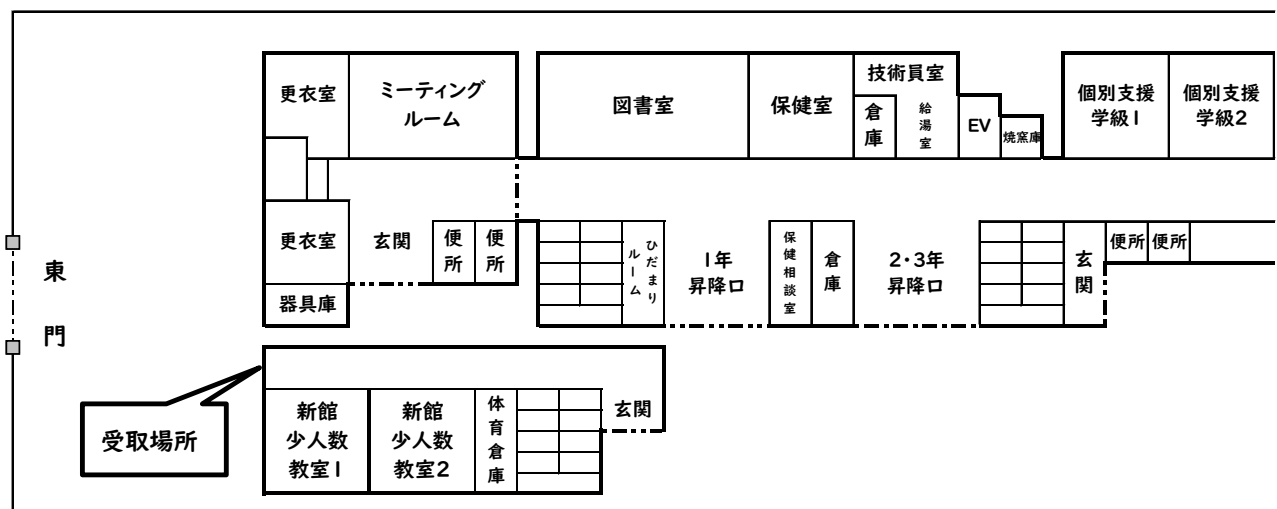 更衣室
ミーティング
ルーム
図書室
保健室
技術員室
倉庫
給湯室
EV
焼窯庫
個別支援
学級1
個別支援
学級2
更衣室
玄関
便所
便所
ひだまり
ルーム
1年
昇降口
保健相談室
倉庫
2・3年
昇降口
玄関
便所
便所
器具庫
東門
受取場所
新館
少人数
教室1
新館
少人数
教室2
体育倉庫
玄関